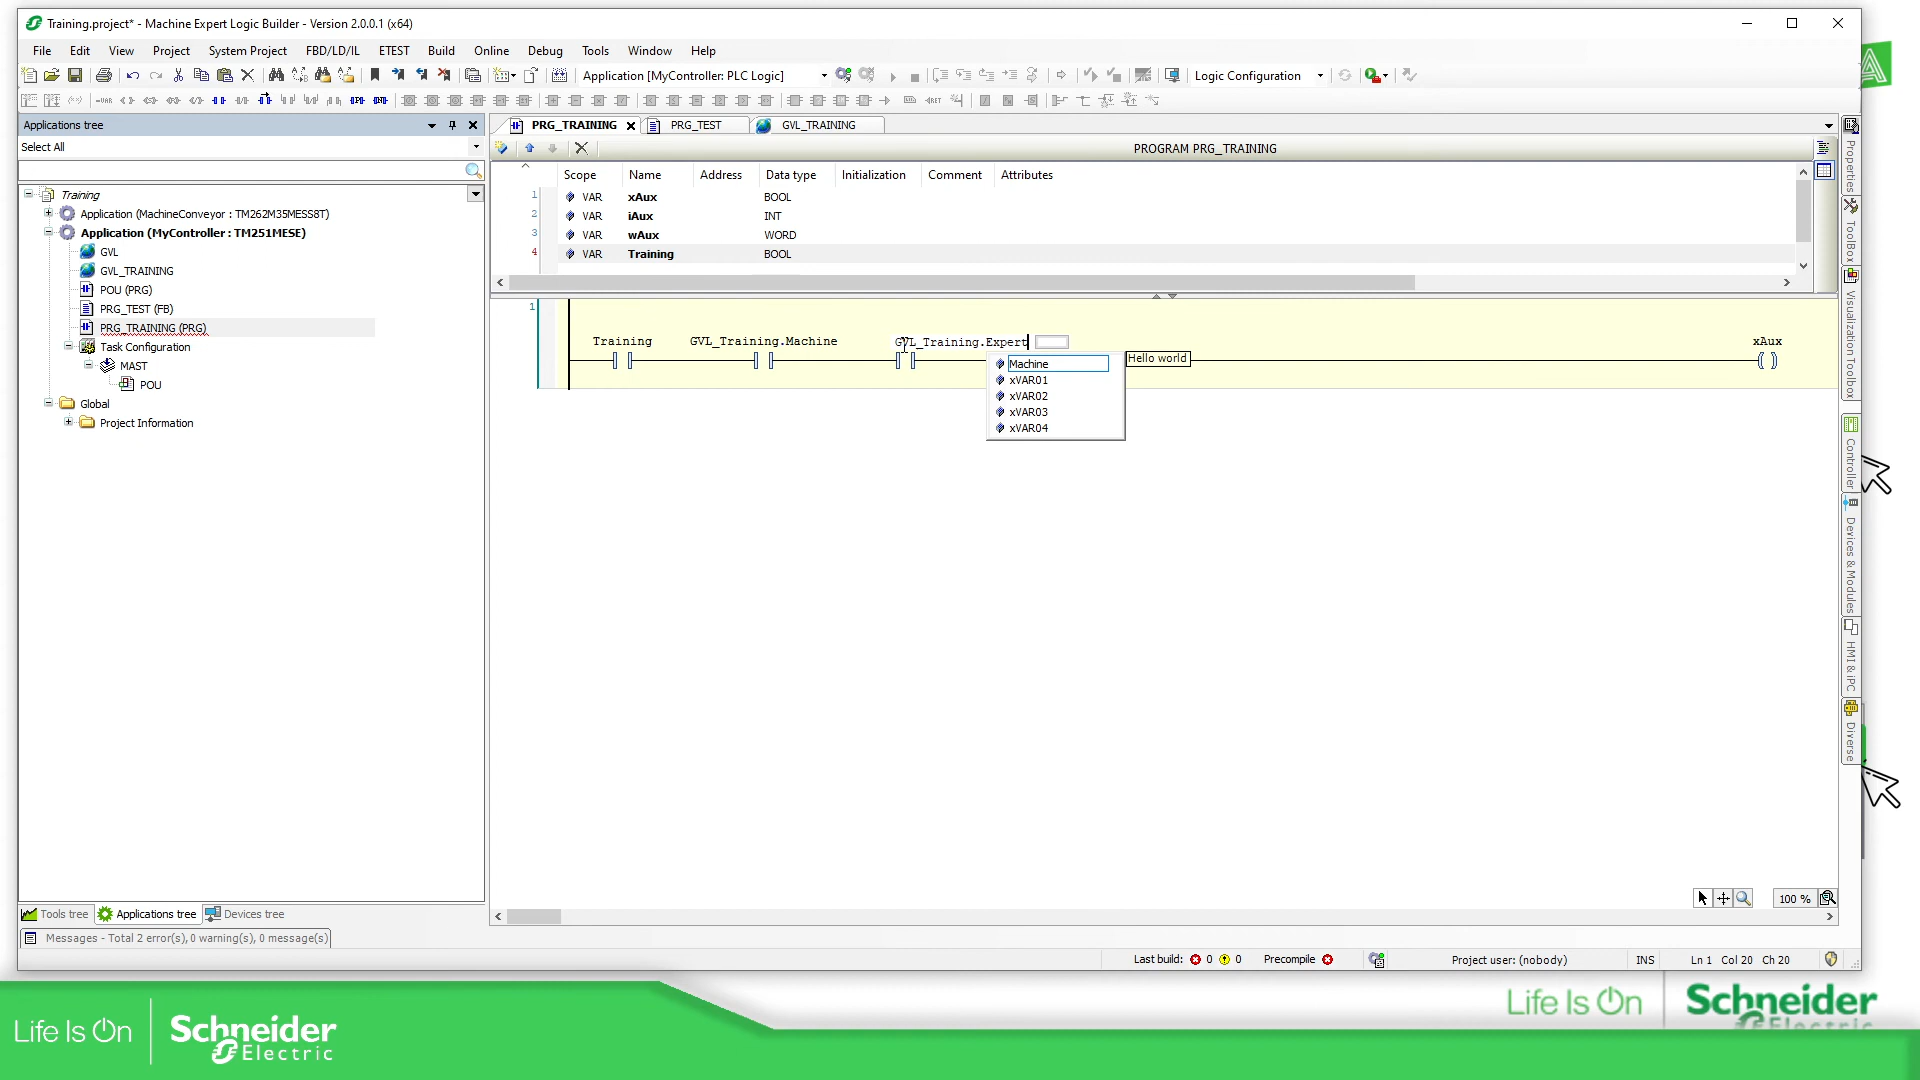 Training.project* - Machine Expert Logic Builder - Version 2.0.0.1 (x64)
File Edit View Project System Project FBD/LD/IL ETEST Build Online Debug Tools Window Help
Application [MyController: PLC Logic]
Logic Configuration
Applications tree
Select All
Training
Application (MachineConveyor : TM262M35MESS8T)
Application (MyController : TM251MESE)
GVL
GVL_TRAINING
POU (PRG)
PRG_TEST (FB)
PRG_TRAINING (PRG)
Task Configuration
MAST
POU
Global
Project Information
Tools tree
Applications tree
Devices tree
Messages - Total 2 error(s), 0 warning(s), 0 message(s)
PRG_TRAINING
PRG_TEST
GVL_TRAINING
PROGRAM PRG_TRAINING
Scope Name Address Data type Initialization Comment Attributes
1 VAR xAux BOOL
2 VAR iAux INT
3 VAR wAux WORD
4 VAR Training BOOL
1
Training GVL_Training.Machine GVL_Training.Expert xAux
Machine
xVAR01
xVAR02
xVAR03
xVAR04
Hello world
100 %
Properties
ToolBox
Visualization Toolbox
Controller
Devices & Modules
HMI & iPC
Diverse
Last build: 0 0 Precompile Project user: (nobody) INS Ln 1 Col 20 Ch 20
Life Is On
Schneider
Electric
Life Is On
Schneider
Electric